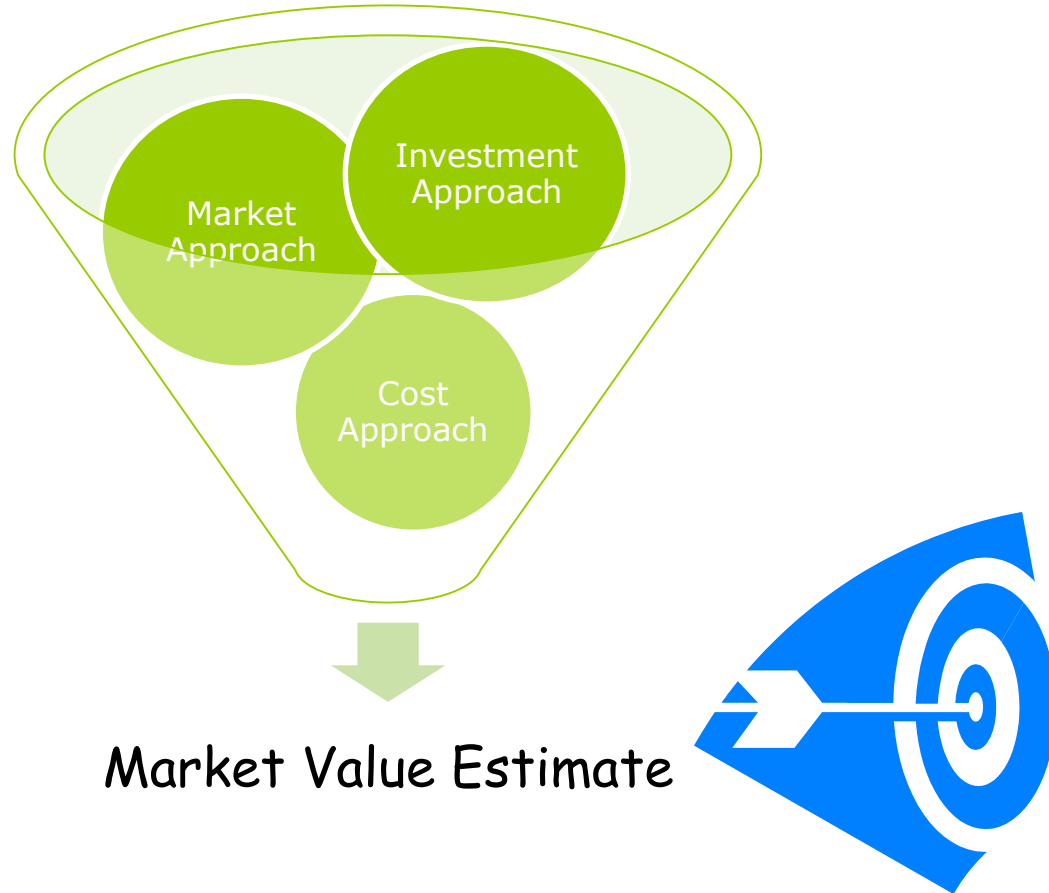 Investment
Approach
Market
Approach
Cost
Approach
Market Value Estimate